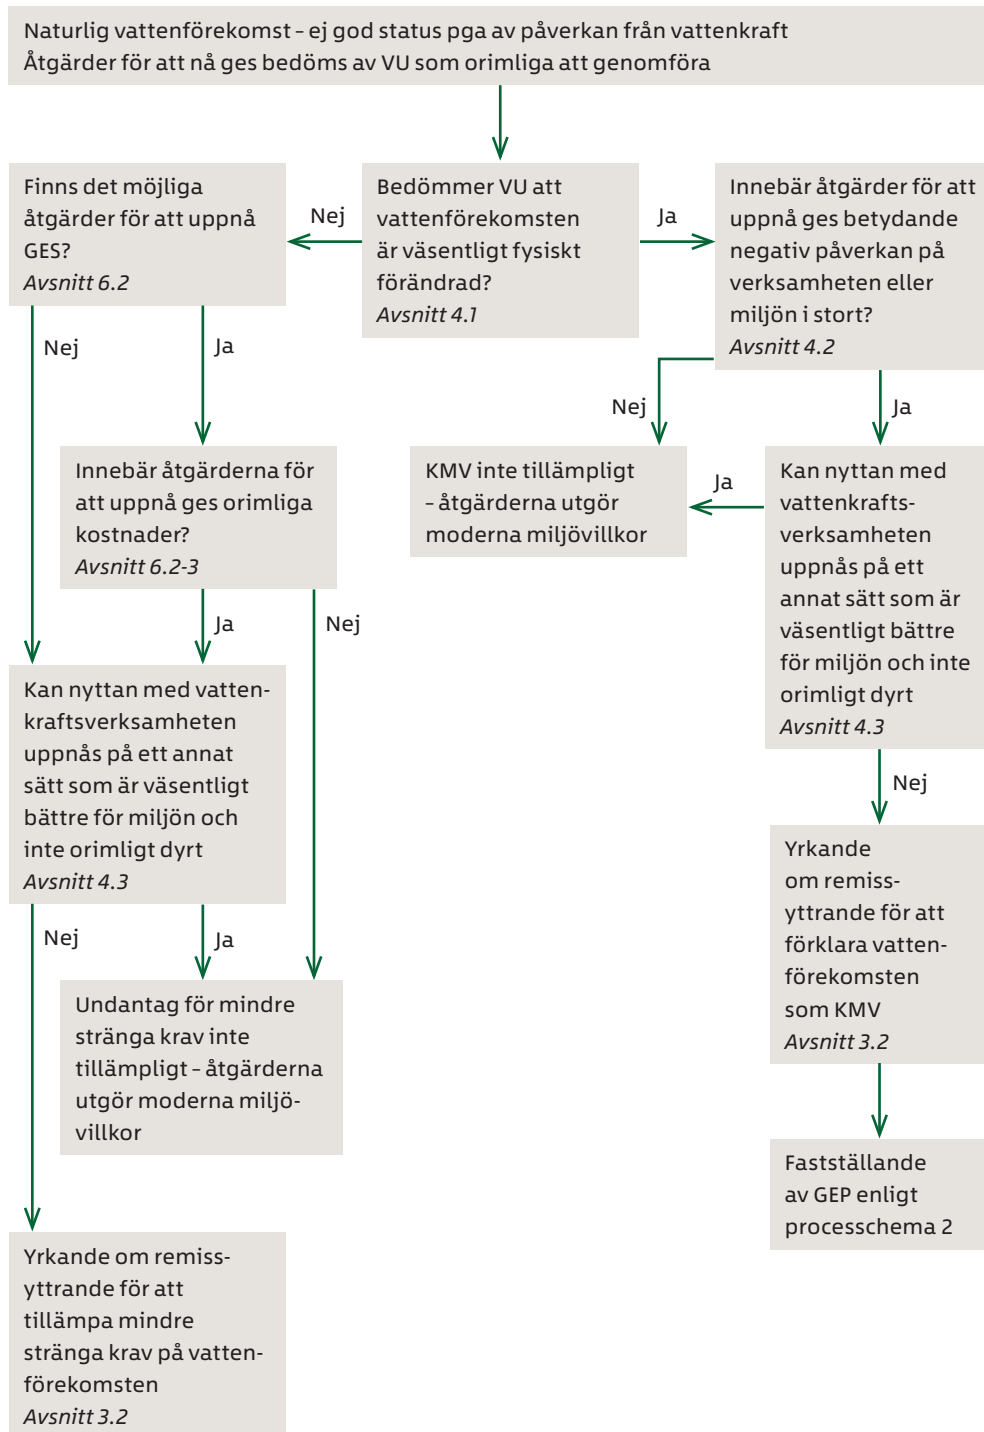 Naturlig vattenförekomst – ej god status pga av påverkan från vattenkraft
Åtgärder för att nå ges bedöms av VU som orimliga att genomföra
Finns det möjliga
åtgärder för att uppnå
GES?
Avsnitt 6.2
Nej
Bedömmer VU att
vattenförekomsten
är väsentligt fysiskt
förändrad?
Avsnitt 4.1
Ja
Innebär åtgärder för att
uppnå ges betydande
negativ påverkan på
verksamheten eller
miljön i stort?
Avsnitt 4.2
Nej
Ja
Nej
Ja
Innebär åtgärderna för
att uppnå ges orimliga
kostnader?
Avsnitt 6.2-3
KMV inte tillämpligt
– åtgärderna utgör
moderna miljövillkor
Ja
Kan nyttan med
vattenkrafts-
verksamheten
uppnås på ett
annat sätt som är
väsentligt bättre
för miljön och inte
orimligt dyrt
Avsnitt 4.3
Ja
Nej
Kan nyttan med vatten-
kraftsverksamheten
uppnås på ett annat
sätt som är väsentligt
bättre för miljön och
inte orimligt dyrt
Avsnitt 4.3
Nej
Yrkande
om remiss-
yttrande för att
förklara vatten-
förekomsten
som KMV
Avsnitt 3.2
Nej
Ja
Undantag för mindre
stränga krav inte
tillämpligt – åtgärderna
utgör moderna miljö-
villkor
Fastställande
av GEP enligt
processchema 2
Yrkande om remiss-
yttrande för att
tillämpa mindre
stränga krav på vatten-
förekomsten
Avsnitt 3.2